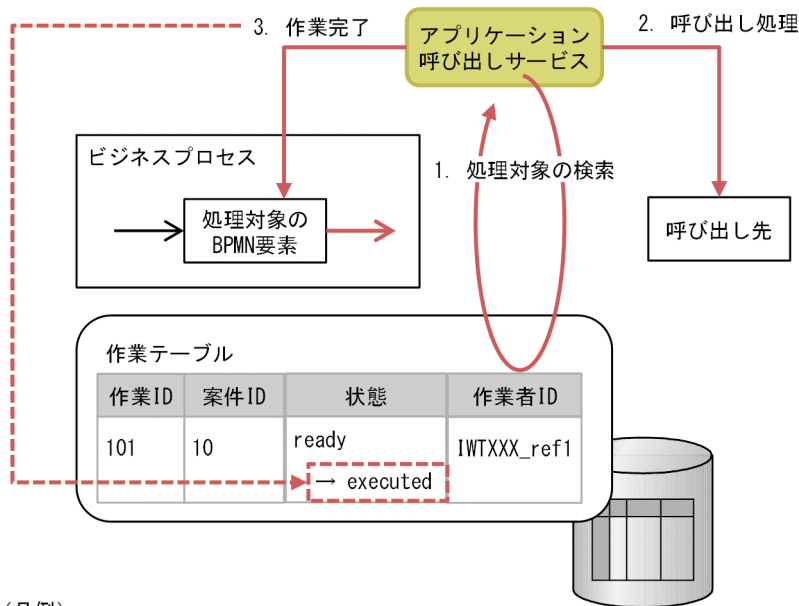 3. 作業完了
アプリケーション
呼び出しサービス
2. 呼び出し処理
ビジネスプロセス
1. 処理対象の検索
処理対象の
BPMN要素
呼び出し先
作業テーブル
作業ID 案件ID 状態 作業者ID
101 10 ready IWTXXX_ref1
→ executed